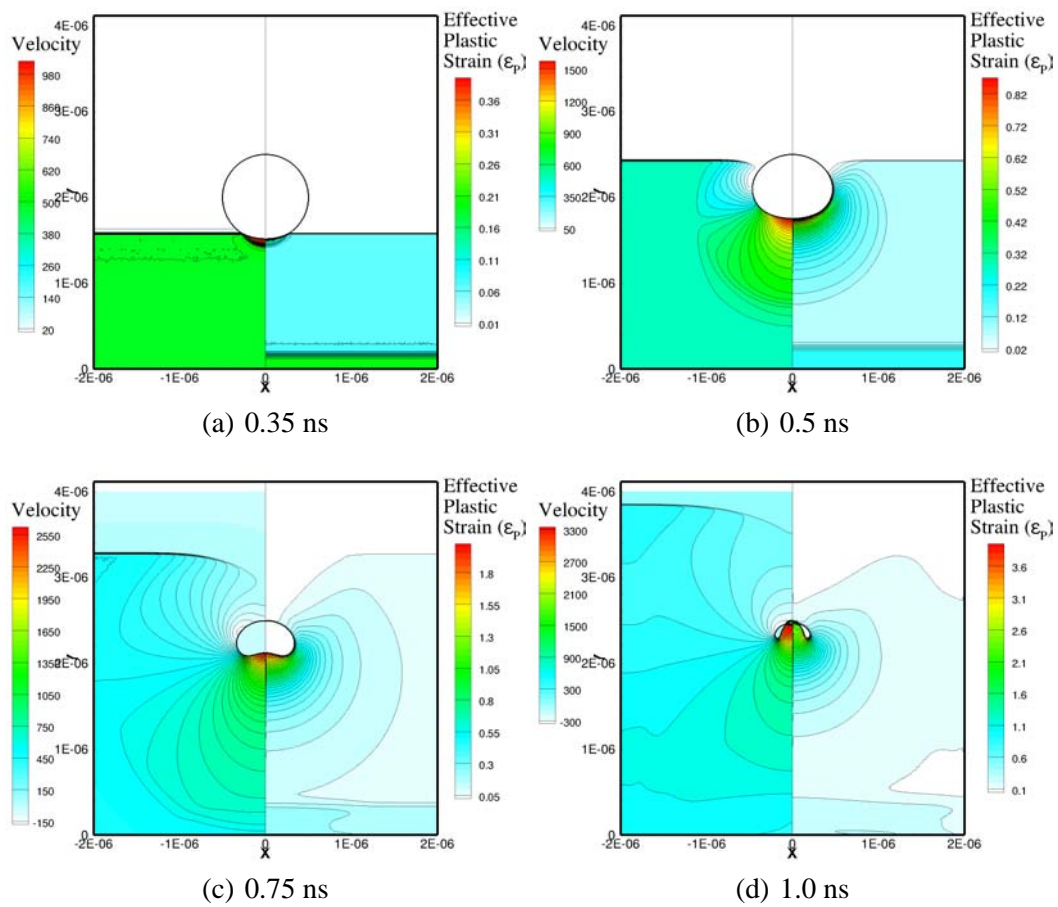 Velocity
980
860
740
620
500
380
260
140
20
4E-06
3E-06
2E-06
1E-06
0
-2E-06
-1E-06
0
1E-06
2E-06
X
Effective
Plastic
Strain (εP)
0.36
0.31
0.26
0.21
0.16
0.11
0.06
0.01
(a) 0.35 ns
Velocity
1500
1200
900
600
350
50
4E-06
3E-06
2E-06
1E-06
0
-2E-06
-1E-06
0
1E-06
2E-06
X
Effective
Plastic
Strain (εP)
0.82
0.72
0.62
0.52
0.42
0.32
0.22
0.12
0.02
(b) 0.5 ns
Velocity
2550
2250
1950
1650
1350
1050
750
450
150
-150
4E-06
3E-06
2E-06
1E-06
0
-2E-06
-1E-06
0
1E-06
2E-06
X
Effective
Plastic
Strain (εP)
1.8
1.55
1.3
1.05
0.8
0.55
0.3
0.05
(c) 0.75 ns
Velocity
3300
2700
2100
1500
900
300
-300
4E-06
3E-06
2E-06
1E-06
0
-2E-06
-1E-06
0
1E-06
2E-06
X
Effective
Plastic
Strain (εP)
3.6
3.1
2.6
2.1
1.6
1.1
0.6
0.1
(d) 1.0 ns